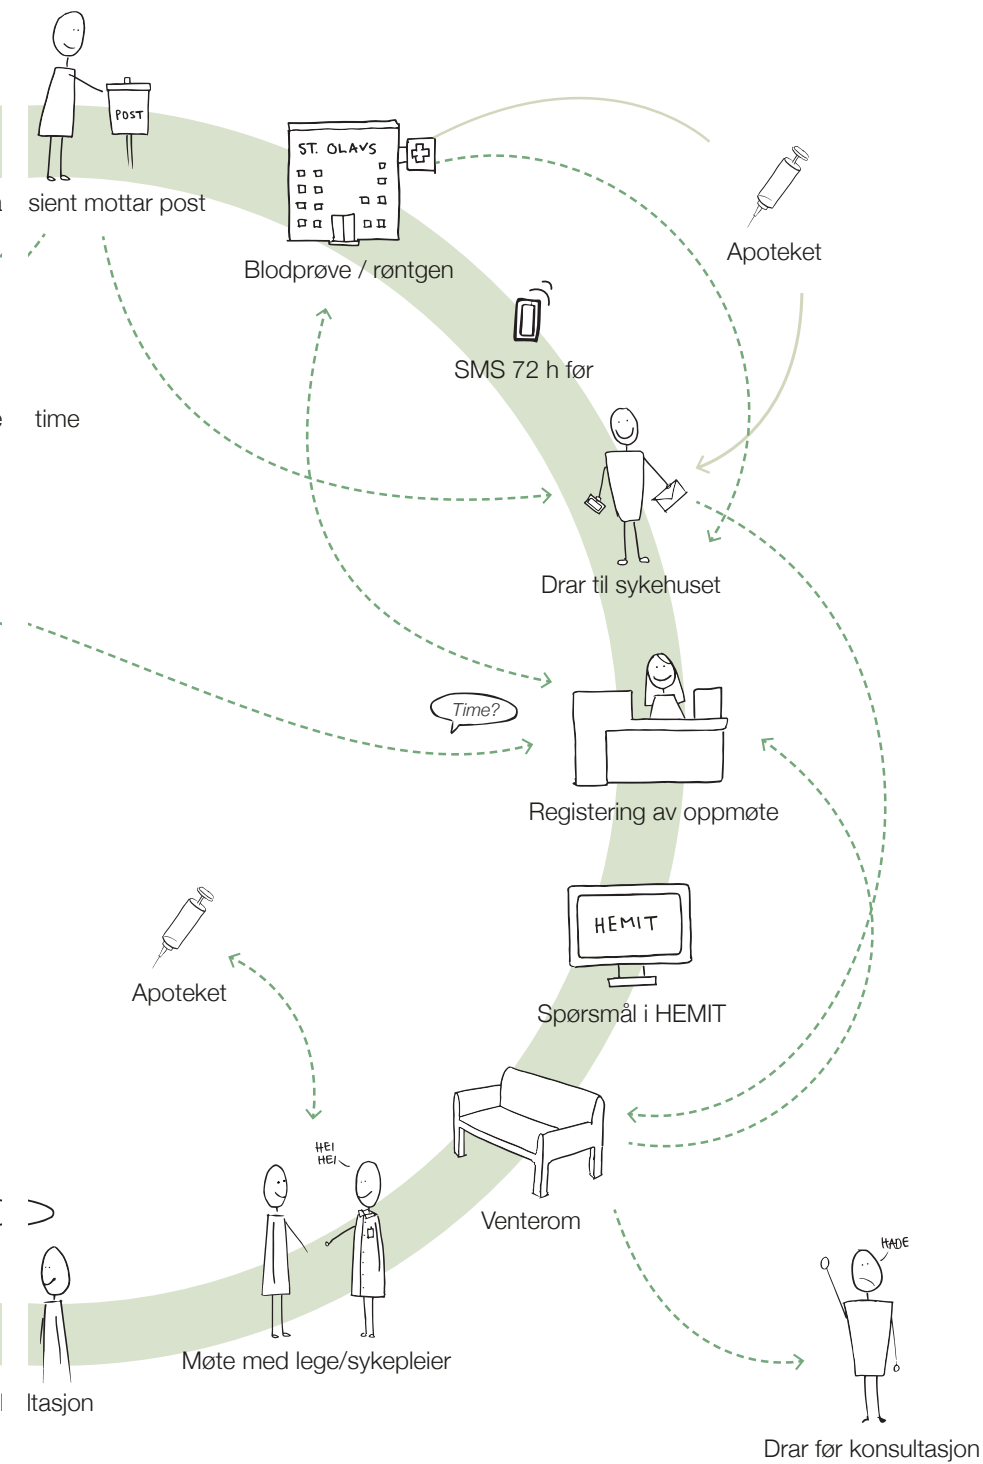 POST
sient mottar post
ST. OLAVS
Blodprøve / røntgen
Apoteket
SMS 72 h før
time
Drar til sykehuset
Time?
Registering av oppmøte
HEMIT
Spørsmål i HEMIT
Apoteket
HEI
HEI
Venterom
HADE
Møte med lege/sykepleier
ltasjon
Drar før konsultasjon